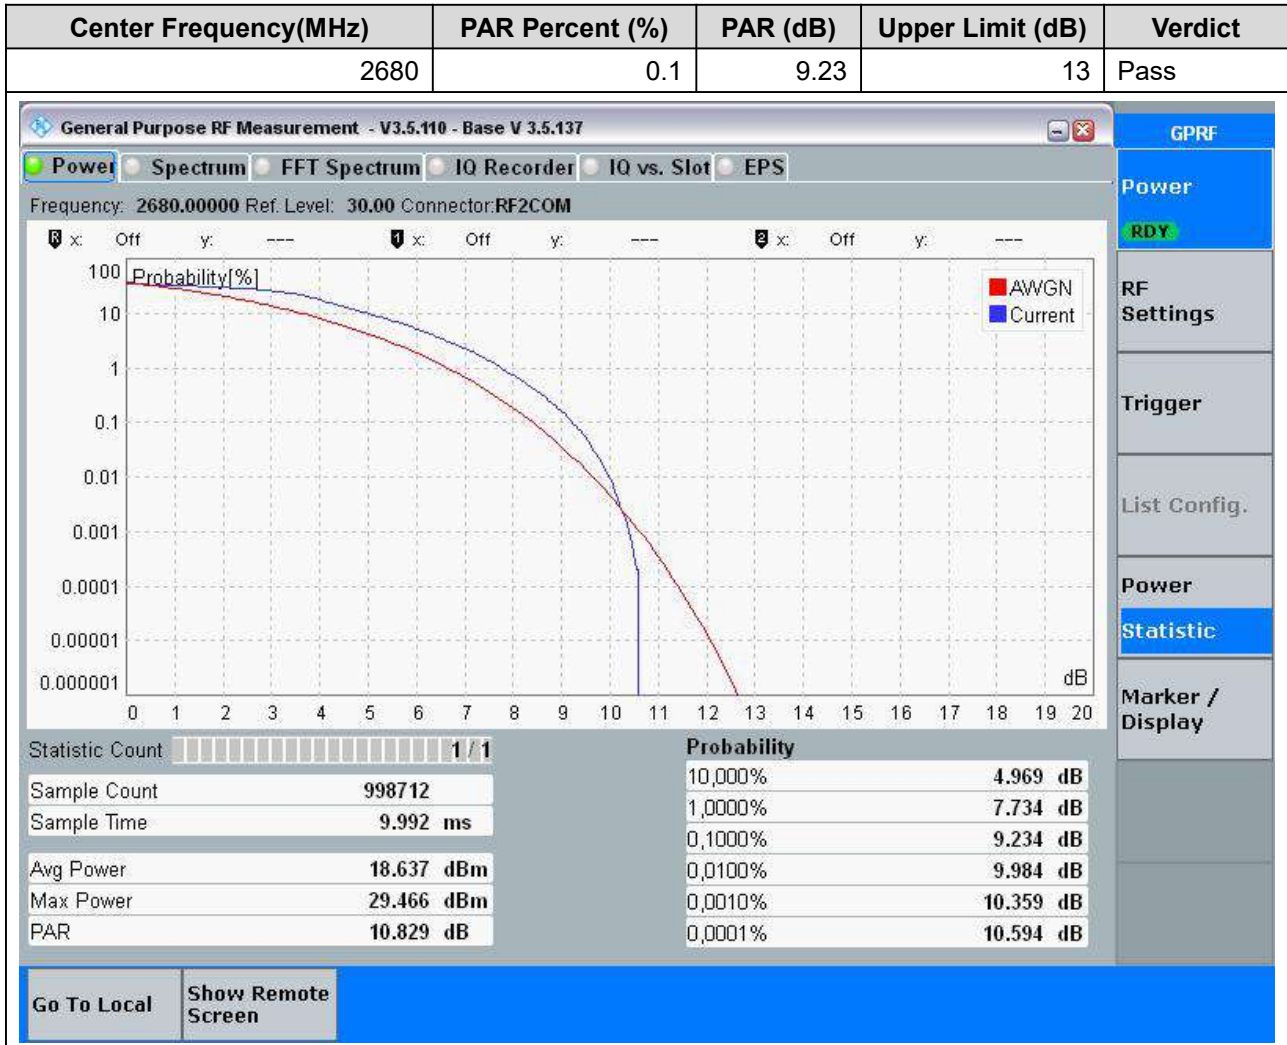 Center Frequency(MHz) PAR Percent (%) PAR (dB) Upper Limit (dB) Verdict
2680 0.1 9.23 13 Pass
General Purpose RF Measurement - V3.5.110 - Base V 3.5.137
GPRF
Power Spectrum FFT Spectrum IQ Recorder IQ vs. Slot EPS
Power
RDY
Frequency: 2680.00000 Ref. Level: 30.00 Connector:RF2COM
R x: Off y: --- 1 x: Off y: --- 2 x: Off y: ---
Probability[%]
AWGN
Current
100
10
1
0.1
0.01
0.001
0.0001
0.00001
0.000001
dB
0 1 2 3 4 5 6 7 8 9 10 11 12 13 14 15 16 17 18 19 20
RF
Settings
Trigger
List Config.
Power
Statistic
Marker /
Display
Statistic Count 1 / 1
Sample Count 998712
Sample Time 9.992 ms
Avg Power 18.637 dBm
Max Power 29.466 dBm
PAR 10.829 dB
Probability
10,000% 4.969 dB
1,0000% 7.734 dB
0,1000% 9.234 dB
0,0100% 9.984 dB
0,0010% 10.359 dB
0,0001% 10.594 dB
Go To Local
Show Remote
Screen